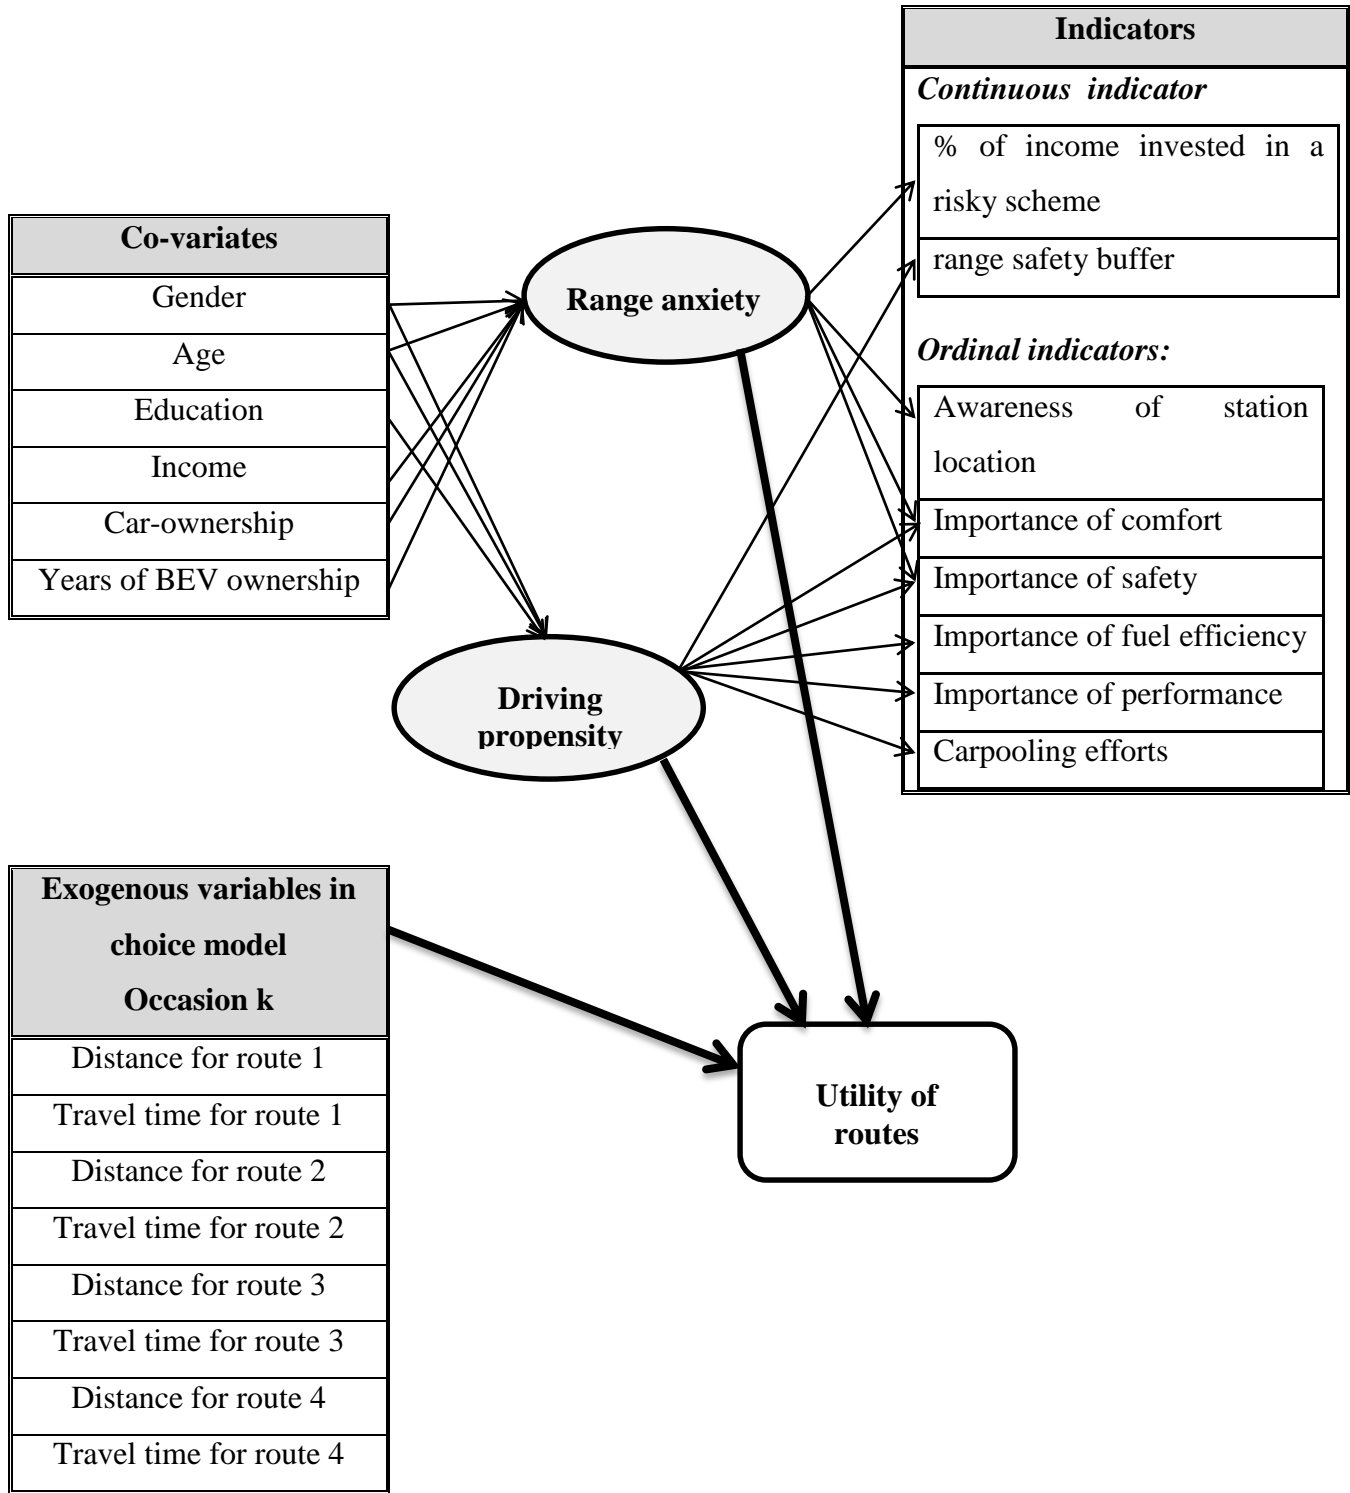 Indicators
Continuous indicator
% of income invested in a
risky scheme
range safety buffer
Ordinal indicators:
Awareness of station
location
Importance of comfort
Importance of safety
Importance of fuel efficiency
Importance of performance
Carpooling efforts
Co-variates
Gender
Age
Education
Income
Car-ownership
Years of BEV ownership
Range anxiety
Driving
propensity
Exogenous variables in
choice model
Occasion k
Distance for route 1
Travel time for route 1
Distance for route 2
Travel time for route 2
Distance for route 3
Travel time for route 3
Distance for route 4
Travel time for route 4
Utility of
routes